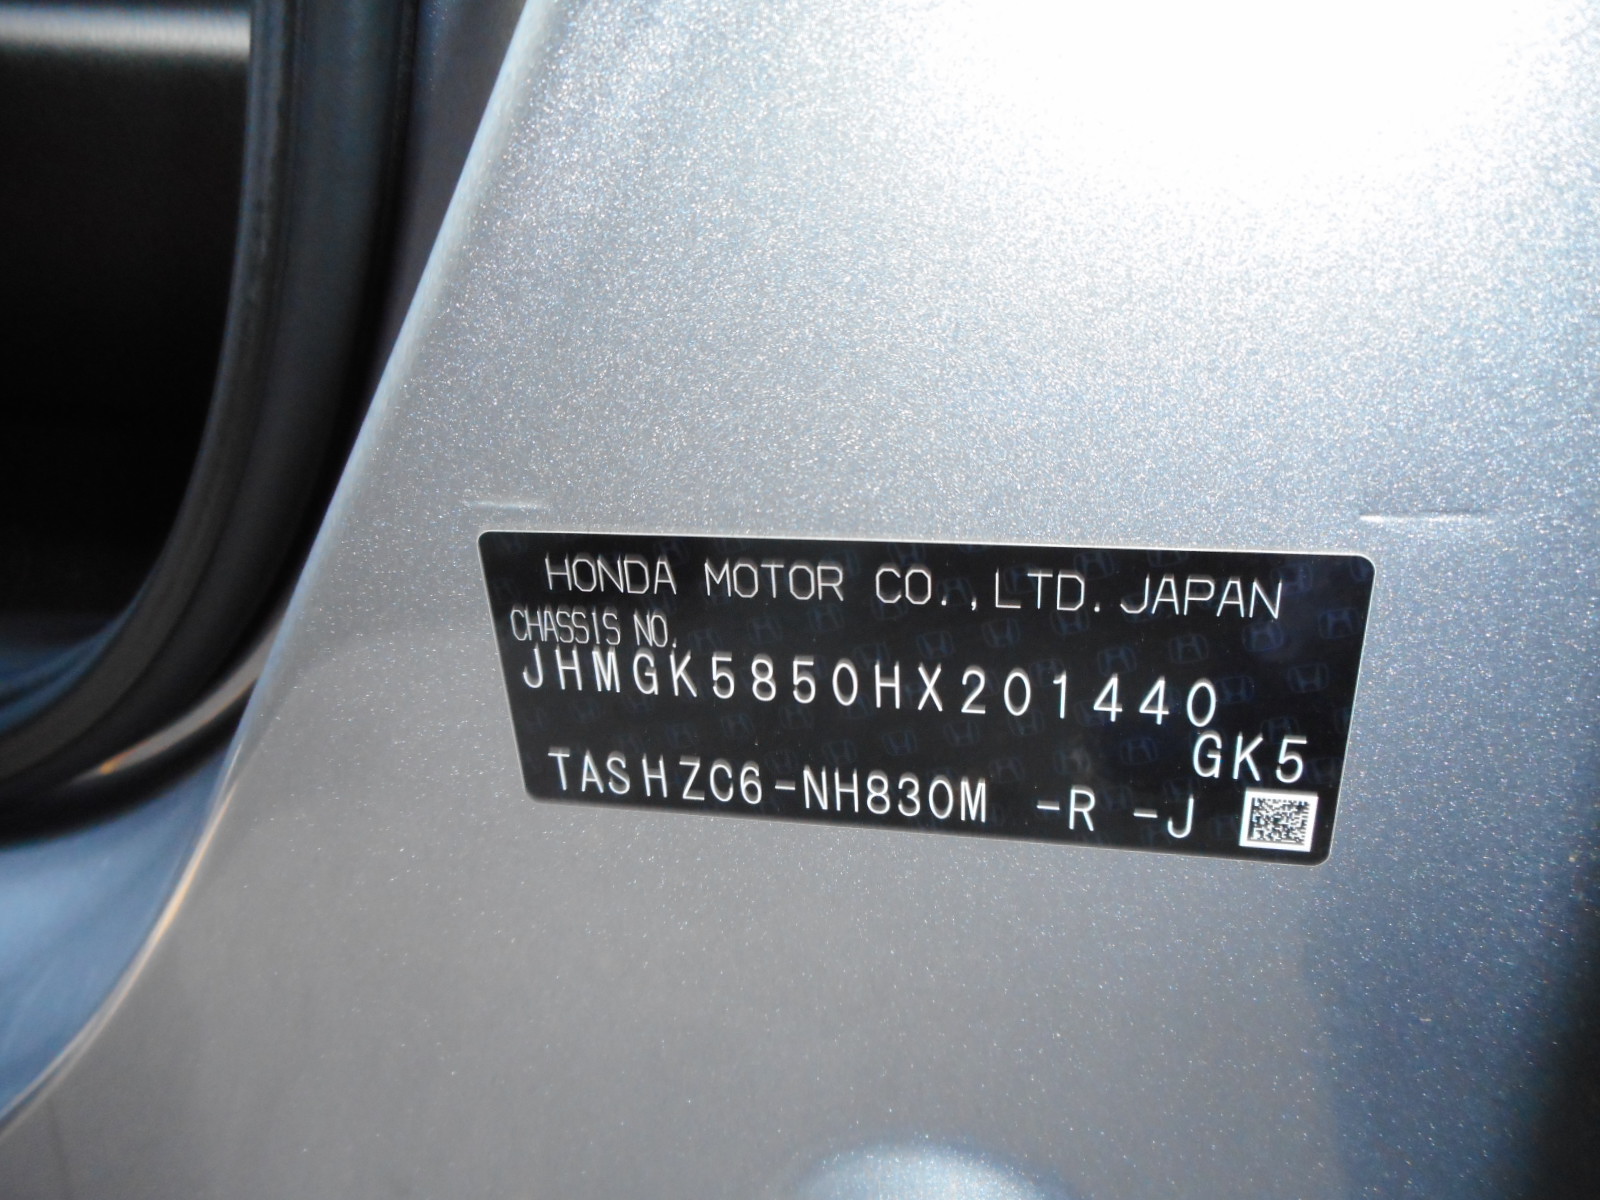 HONDA MOTOR CO.,LTD. JAPAN
CHASSIS NO.
JHMGK5850HX201440
GK5
TASHZC6-NH830M -R -J